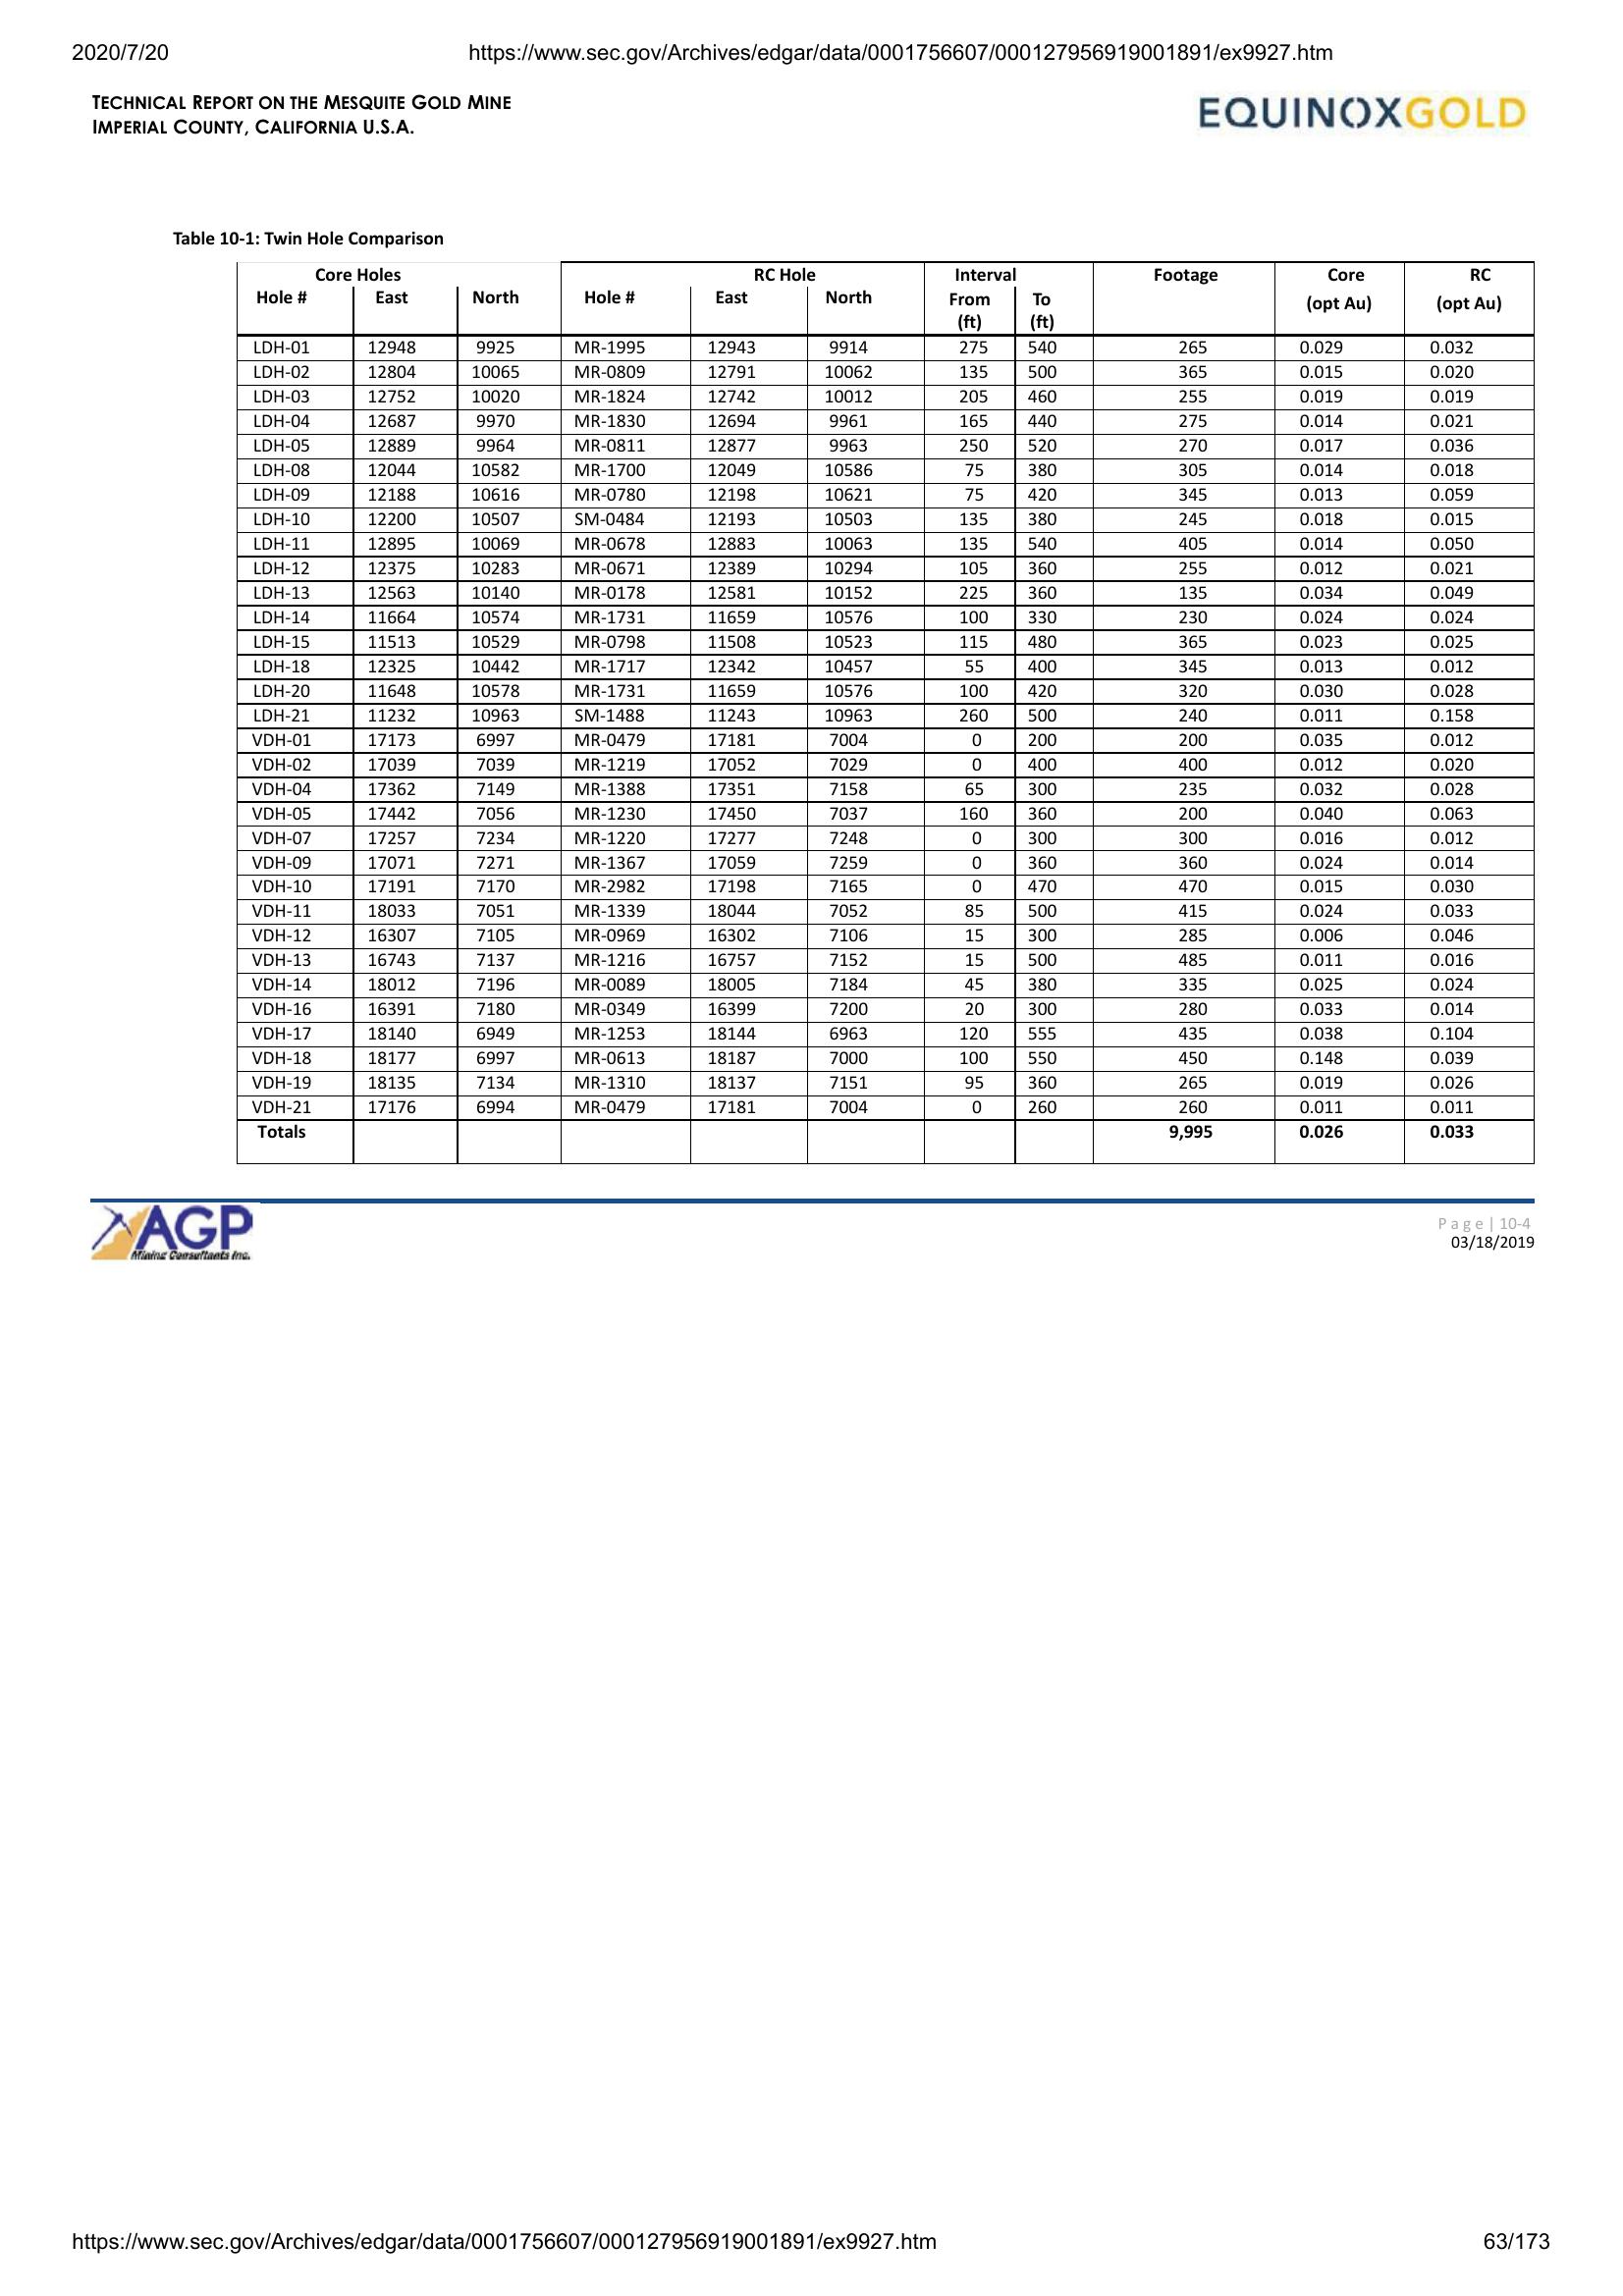 2020/7/20 https://www.sec.gov/Archives/edgar/data/0001756607/000127956919001891/ex9927.htm
TECHNICAL REPORT ON THE MESQUITE GOLD MINE
IMPERIAL COUNTY, CALIFORNIA U.S.A.
EQUINOXGOLD
Table 10-1: Twin Hole Comparison
Core Holes RC Hole Interval Footage Core RC
Hole # East North Hole # East North From (ft) To (ft) (opt Au) (opt Au)
LDH-01 12948 9925 MR-1995 12943 9914 275 540 265 0.029 0.032
LDH-02 12804 10065 MR-0809 12791 10062 135 500 365 0.015 0.020
LDH-03 12752 10020 MR-1824 12742 10012 205 460 255 0.019 0.019
LDH-04 12687 9970 MR-1830 12694 9961 165 440 275 0.014 0.021
LDH-05 12889 9964 MR-0811 12877 9963 250 520 270 0.017 0.036
LDH-08 12044 10582 MR-1700 12049 10586 75 380 305 0.014 0.018
LDH-09 12188 10616 MR-0780 12198 10621 75 420 345 0.013 0.059
LDH-10 12200 10507 SM-0484 12193 10503 135 380 245 0.018 0.015
LDH-11 12895 10069 MR-0678 12883 10063 135 540 405 0.014 0.050
LDH-12 12375 10283 MR-0671 12389 10294 105 360 255 0.012 0.021
LDH-13 12563 10140 MR-0178 12581 10152 225 360 135 0.034 0.049
LDH-14 11664 10574 MR-1731 11659 10576 100 330 230 0.024 0.024
LDH-15 11513 10529 MR-0798 11508 10523 115 480 365 0.023 0.025
LDH-18 12325 10442 MR-1717 12342 10457 55 400 345 0.013 0.012
LDH-20 11648 10578 MR-1731 11659 10576 100 420 320 0.030 0.028
LDH-21 11232 10963 SM-1488 11243 10963 260 500 240 0.011 0.158
VDH-01 17173 6997 MR-0479 17181 7004 0 200 200 0.035 0.012
VDH-02 17039 7039 MR-1219 17052 7029 0 400 400 0.012 0.020
VDH-04 17362 7149 MR-1388 17351 7158 65 300 235 0.032 0.028
VDH-05 17442 7056 MR-1230 17450 7037 160 360 200 0.040 0.063
VDH-07 17257 7234 MR-1220 17277 7248 0 300 300 0.016 0.012
VDH-09 17071 7271 MR-1367 17059 7259 0 360 360 0.024 0.014
VDH-10 17191 7170 MR-2982 17198 7165 0 470 470 0.015 0.030
VDH-11 18033 7051 MR-1339 18044 7052 85 500 415 0.024 0.033
VDH-12 16307 7105 MR-0969 16302 7106 15 300 285 0.006 0.046
VDH-13 16743 7137 MR-1216 16757 7152 15 500 485 0.011 0.016
VDH-14 18012 7196 MR-0089 18005 7184 45 380 335 0.025 0.024
VDH-16 16391 7180 MR-0349 16399 7200 20 300 280 0.033 0.014
VDH-17 18140 6949 MR-1253 18144 6963 120 555 435 0.038 0.104
VDH-18 18177 6997 MR-0613 18187 7000 100 550 450 0.148 0.039
VDH-19 18135 7134 MR-1310 18137 7151 95 360 265 0.019 0.026
VDH-21 17176 6994 MR-0479 17181 7004 0 260 260 0.011 0.011
Totals 9,995 0.026 0.033
AGP
Mining Consultants Inc.
Page | 10-4
03/18/2019
https://www.sec.gov/Archives/edgar/data/0001756607/000127956919001891/ex9927.htm 63/173